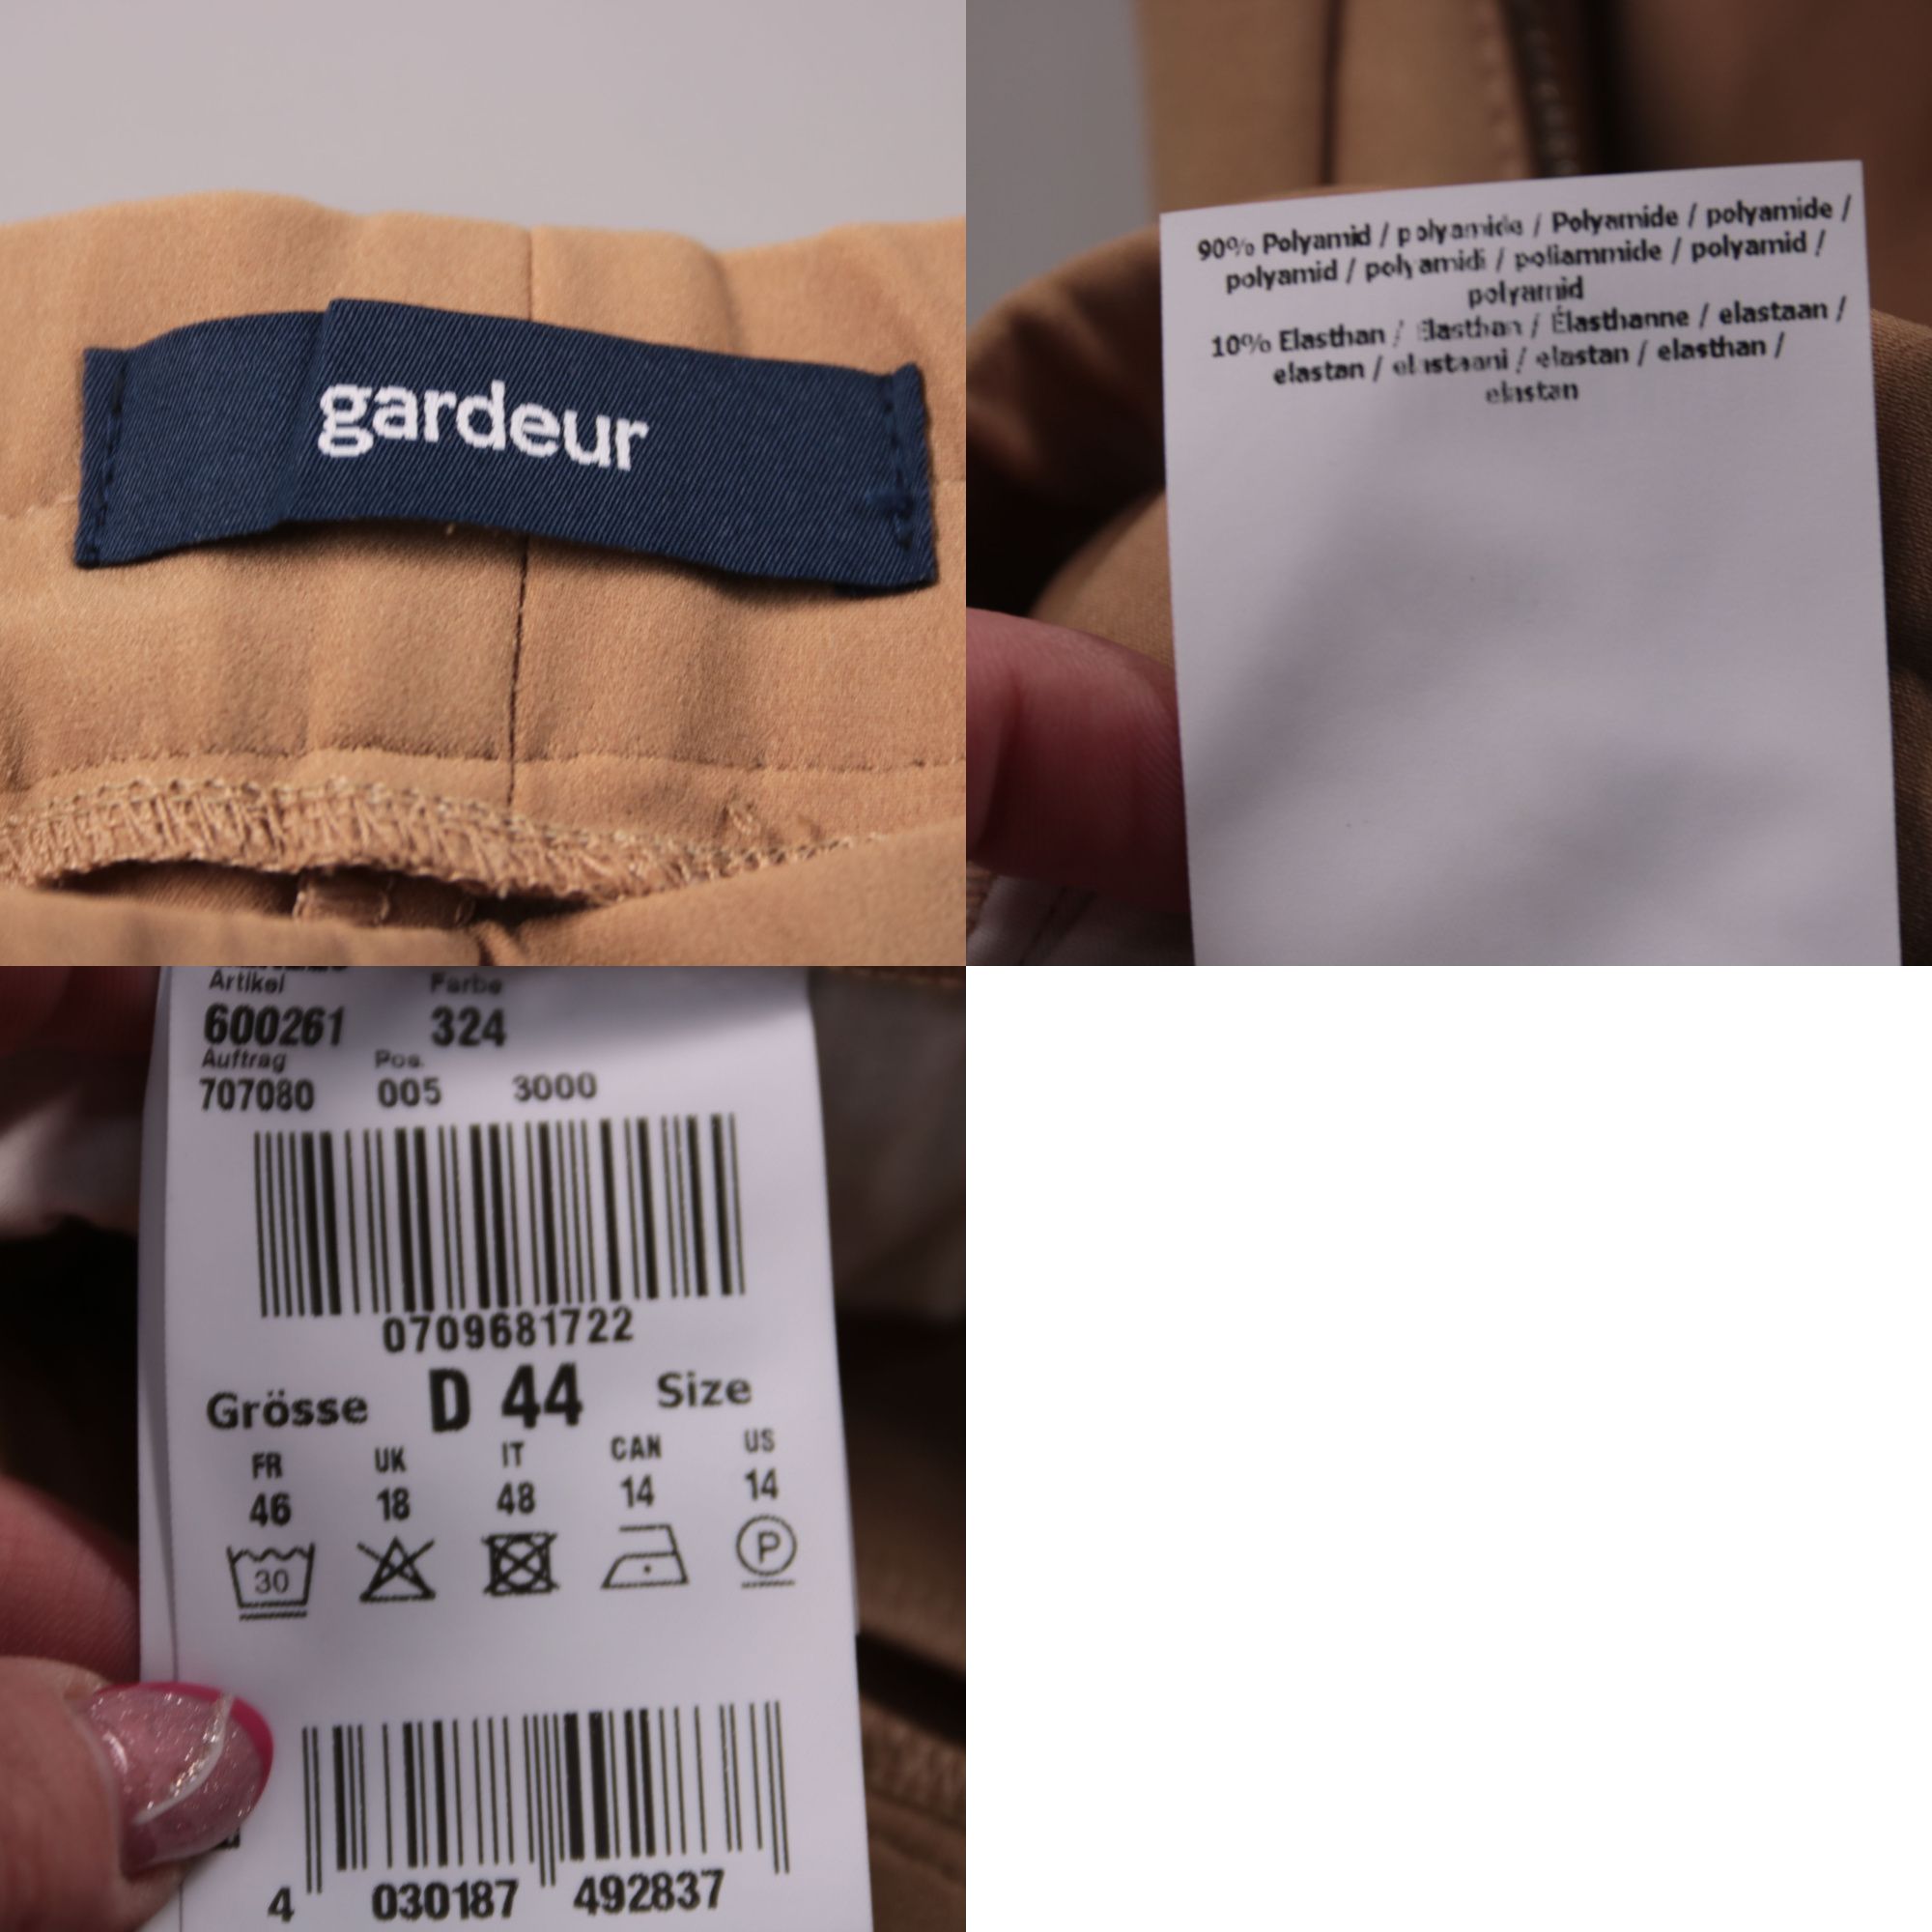 gardeur
90% Polyamid / polyamide / Polyamide / polyamide /
polyamid / polyamidi / poliammide / polyamid /
polyamid
10% Elasthan / Elasthan / Élasthanne / elastaan /
elastan / elastaani / elastan / elasthan /
elastan
Artikel Farbe
600261 324
Auftrag Pos.
707080 005 3000
0709681722
Grösse D 44 Size
FR UK IT CAN US
46 18 48 14 14
30 P
4 030187 492837